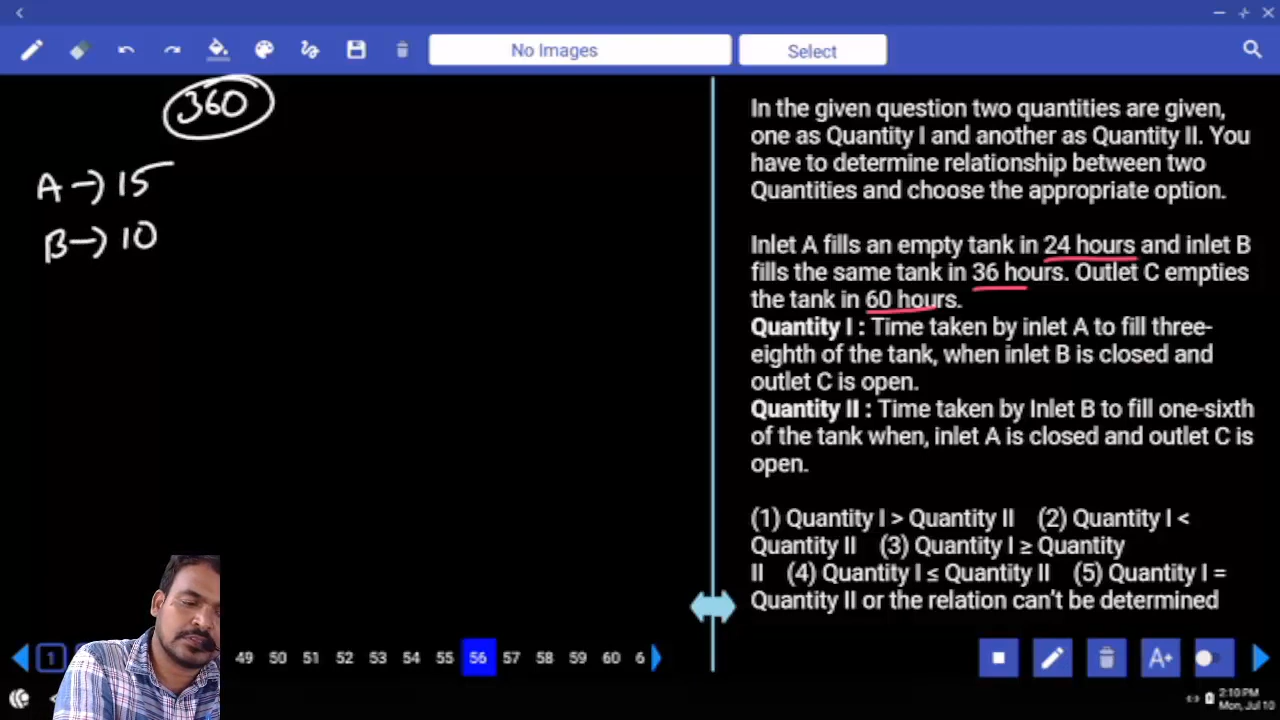 No Images
Select
360
A → 15
B → 10
In the given question two quantities are given,
one as Quantity I and another as Quantity II. You
have to determine relationship between two
Quantities and choose the appropriate option.
Inlet A fills an empty tank in 24 hours and inlet B
fills the same tank in 36 hours. Outlet C empties
the tank in 60 hours.
Quantity I : Time taken by inlet A to fill three-
eighth of the tank, when inlet B is closed and
outlet C is open.
Quantity II : Time taken by Inlet B to fill one-sixth
of the tank when, inlet A is closed and outlet C is
open.
(1) Quantity I > Quantity II (2) Quantity I <
Quantity II (3) Quantity I ≥ Quantity
II (4) Quantity I ≤ Quantity II (5) Quantity I =
Quantity II or the relation can't be determined
1 49 50 51 52 53 54 55 56 57 58 59 60 6
A+
2:10 PM
Mon, Jul 10